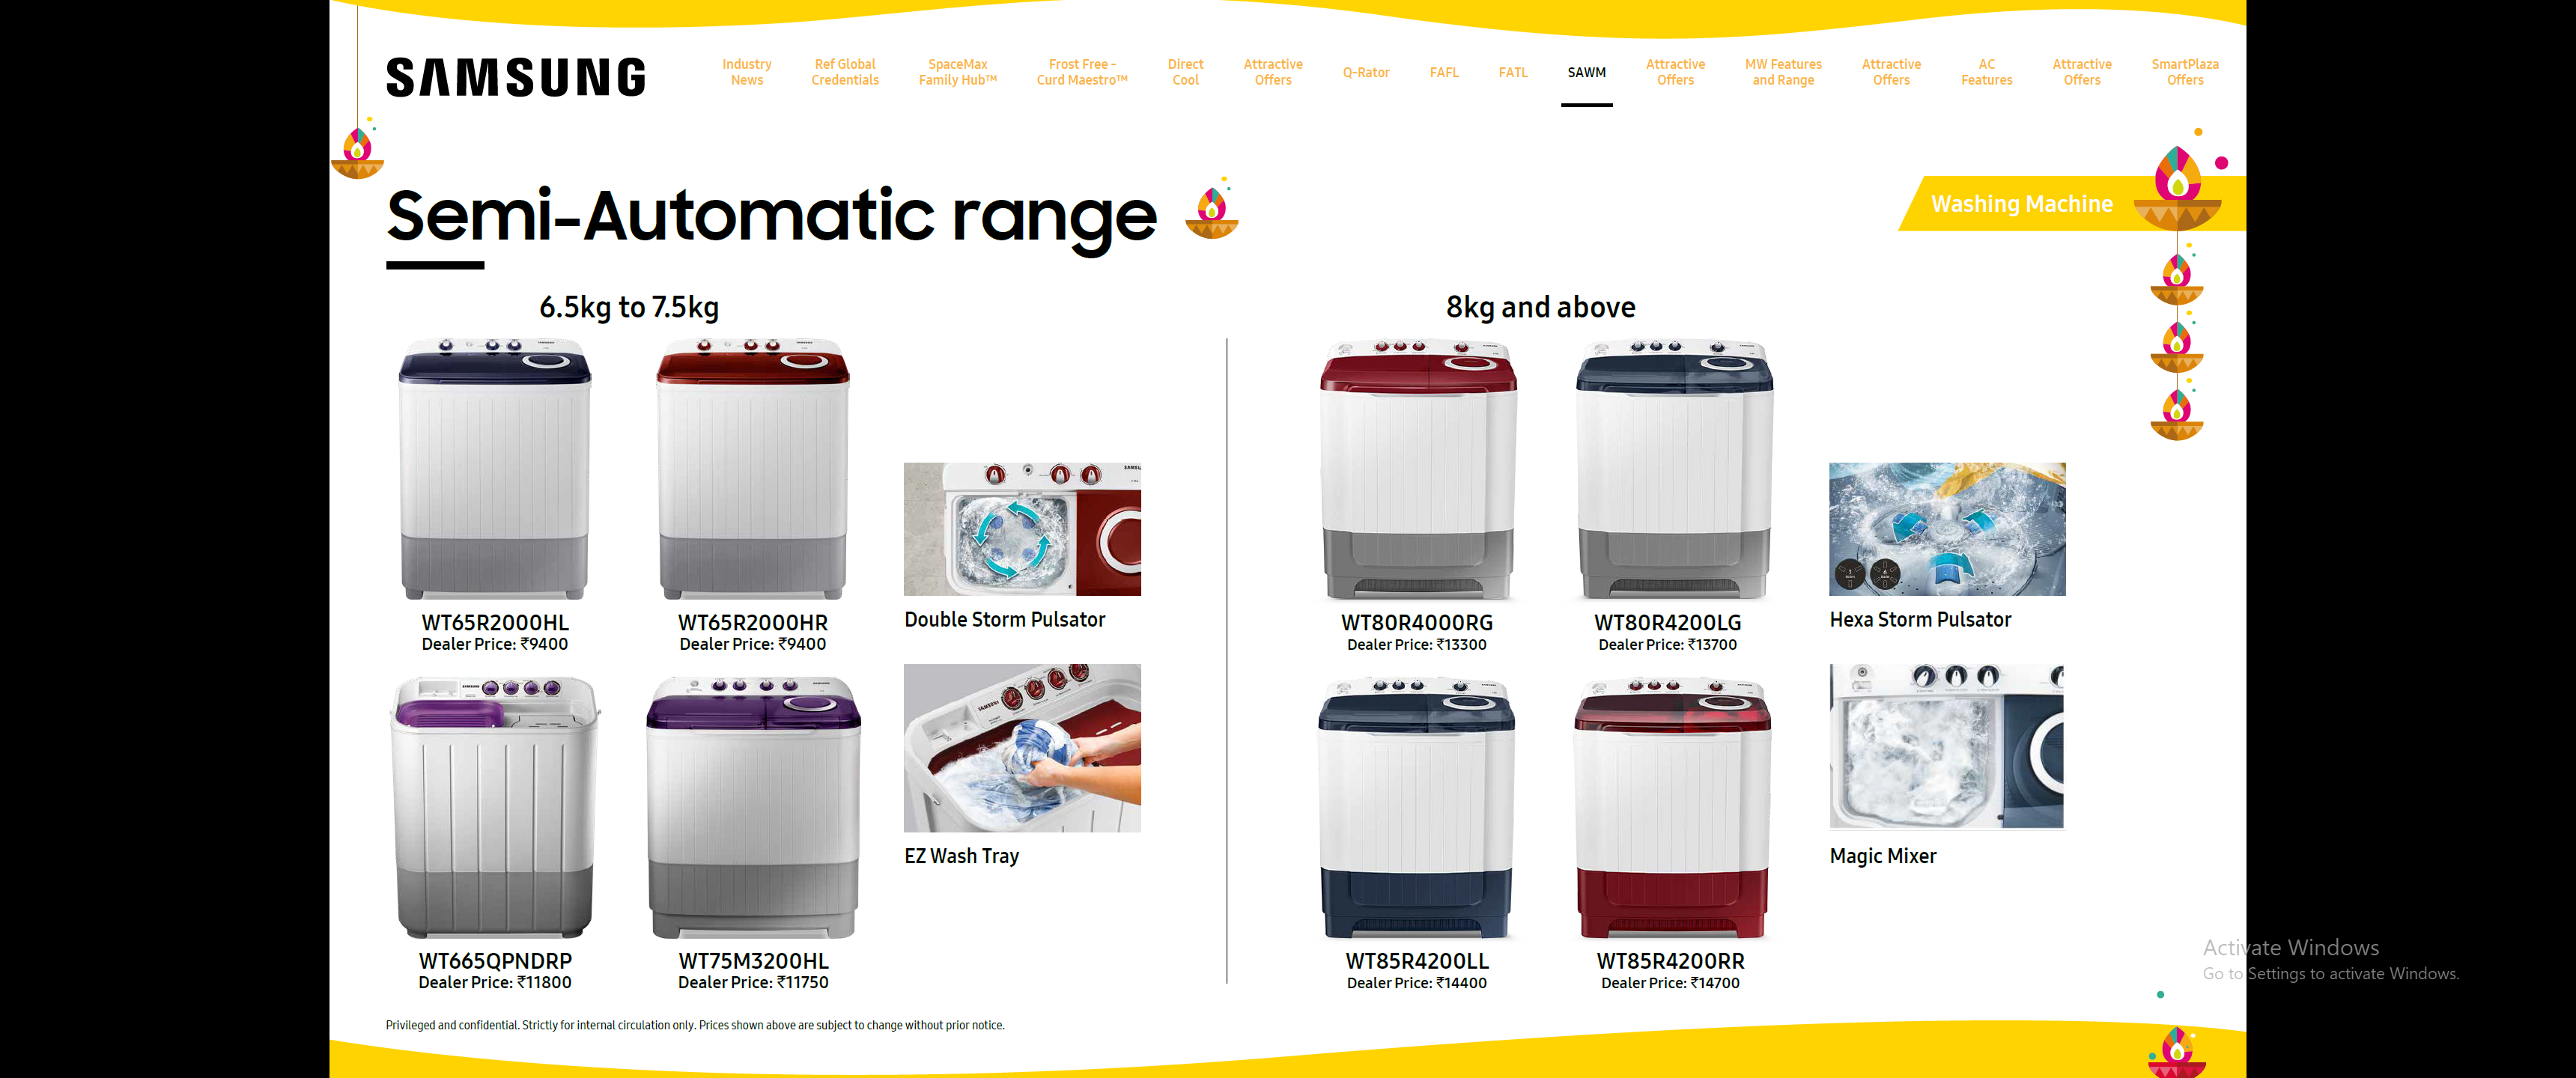 SAMSUNG
Industry
News
Ref Global
Credentials
SpaceMax
Family Hub™
Frost Free -
Curd Maestro™
Direct
Cool
Attractive
Offers
Q-Rator
FAFL
FATL
SAWM
Attractive
Offers
MW Features
and Range
Attractive
Offers
AC
Features
Attractive
Offers
SmartPlaza
Offers
Semi-Automatic range
Washing Machine
6.5kg to 7.5kg
WT65R2000HL
Dealer Price: ₹9400
WT65R2000HR
Dealer Price: ₹9400
Double Storm Pulsator
WT665QPNDRP
Dealer Price: ₹11800
WT75M3200HL
Dealer Price: ₹11750
EZ Wash Tray
8kg and above
WT80R4000RG
Dealer Price: ₹13300
WT80R4200LG
Dealer Price: ₹13700
Hexa Storm Pulsator
WT85R4200LL
Dealer Price: ₹14400
WT85R4200RR
Dealer Price: ₹14700
Magic Mixer
Privileged and confidential. Strictly for internal circulation only. Prices shown above are subject to change without prior notice.
Activate Windows
Go to Settings to activate Windows.